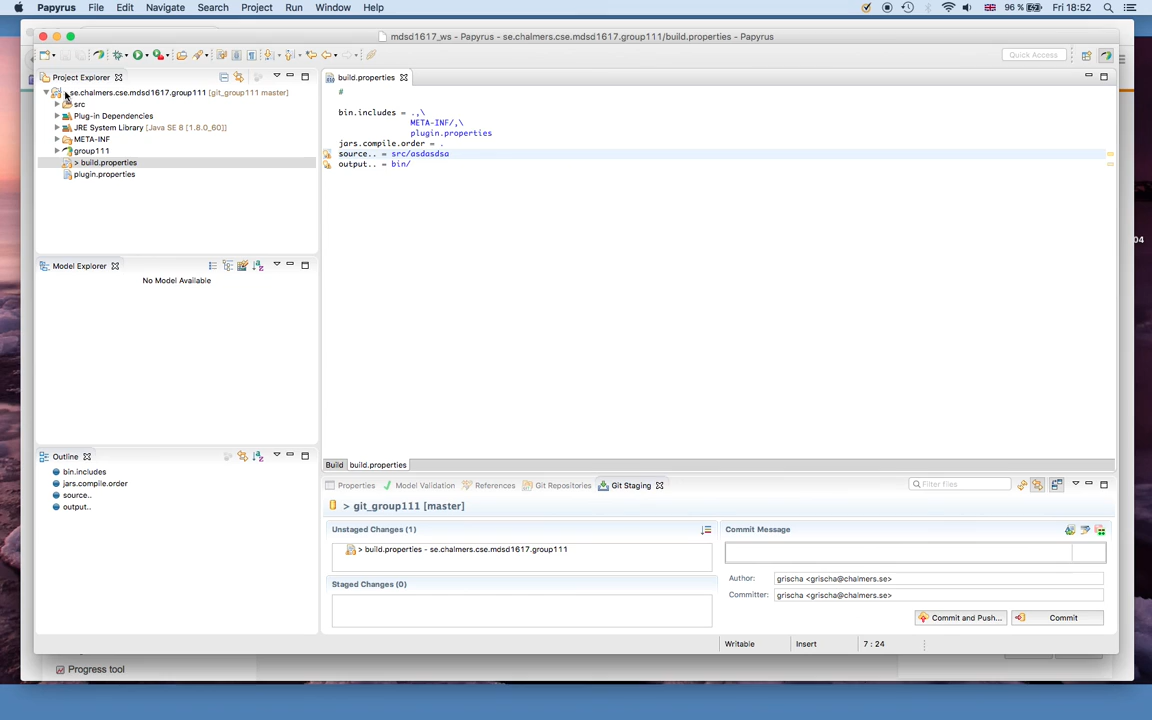 Papyrus File Edit Navigate Search Project Run Window Help 96 % Fri 18:52
mdsd1617_ws - Papyrus - se.chalmers.cse.mdsd1617.group111/build.properties - Papyrus
Quick Access
Project Explorer
se.chalmers.cse.mdsd1617.group111 [git_group111 master]
src
Plug-in Dependencies
JRE System Library [Java SE 8 [1.8.0_60]]
META-INF
group111
> build.properties
plugin.properties
build.properties
#
bin.includes = .,\
META-INF/,\
plugin.properties
jars.compile.order = .
source.. = src/asdasdsa
output.. = bin/
04
Model Explorer
No Model Available
Outline
bin.includes
jars.compile.order
source..
output..
Build build.properties
Properties Model Validation References Git Repositories Git Staging
Filter files
> git_group111 [master]
Unstaged Changes (1)
> build.properties - se.chalmers.cse.mdsd1617.group111
Staged Changes (0)
Commit Message
Author: grischa <grischa@chalmers.se>
Committer: grischa <grischa@chalmers.se>
Commit and Push... Commit
Writable Insert 7 : 24
Progress tool